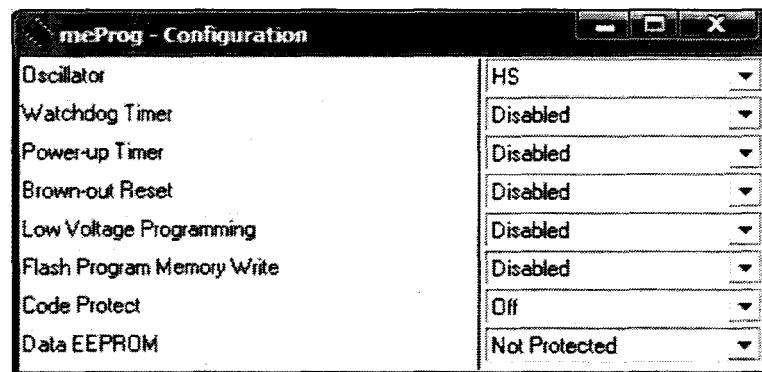 meProg - Configuration
Oscillator HS
Watchdog Timer Disabled
Power-up Timer Disabled
Brown-out Reset Disabled
Low Voltage Programming Disabled
Flash Program Memory Write Disabled
Code Protect Off
Data EEPROM Not Protected